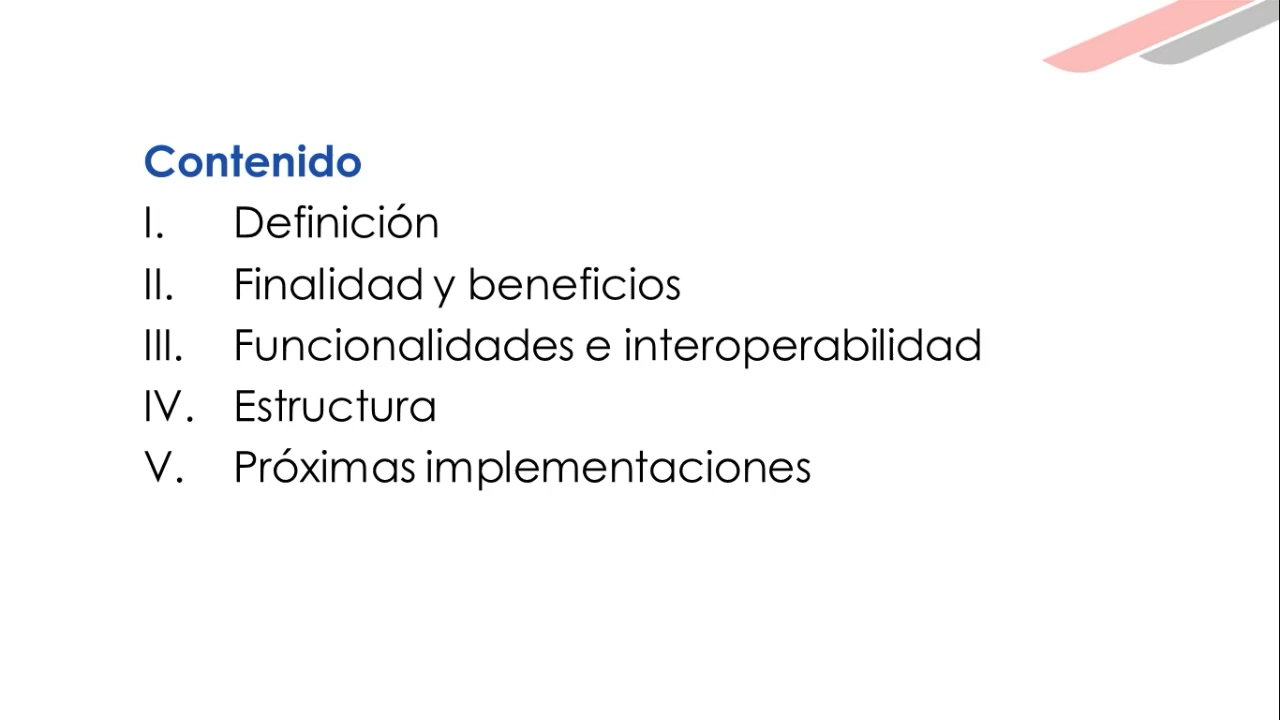 Contenido
I. Definición
II. Finalidad y beneficios
III. Funcionalidades e interoperabilidad
IV. Estructura
V. Próximas implementaciones